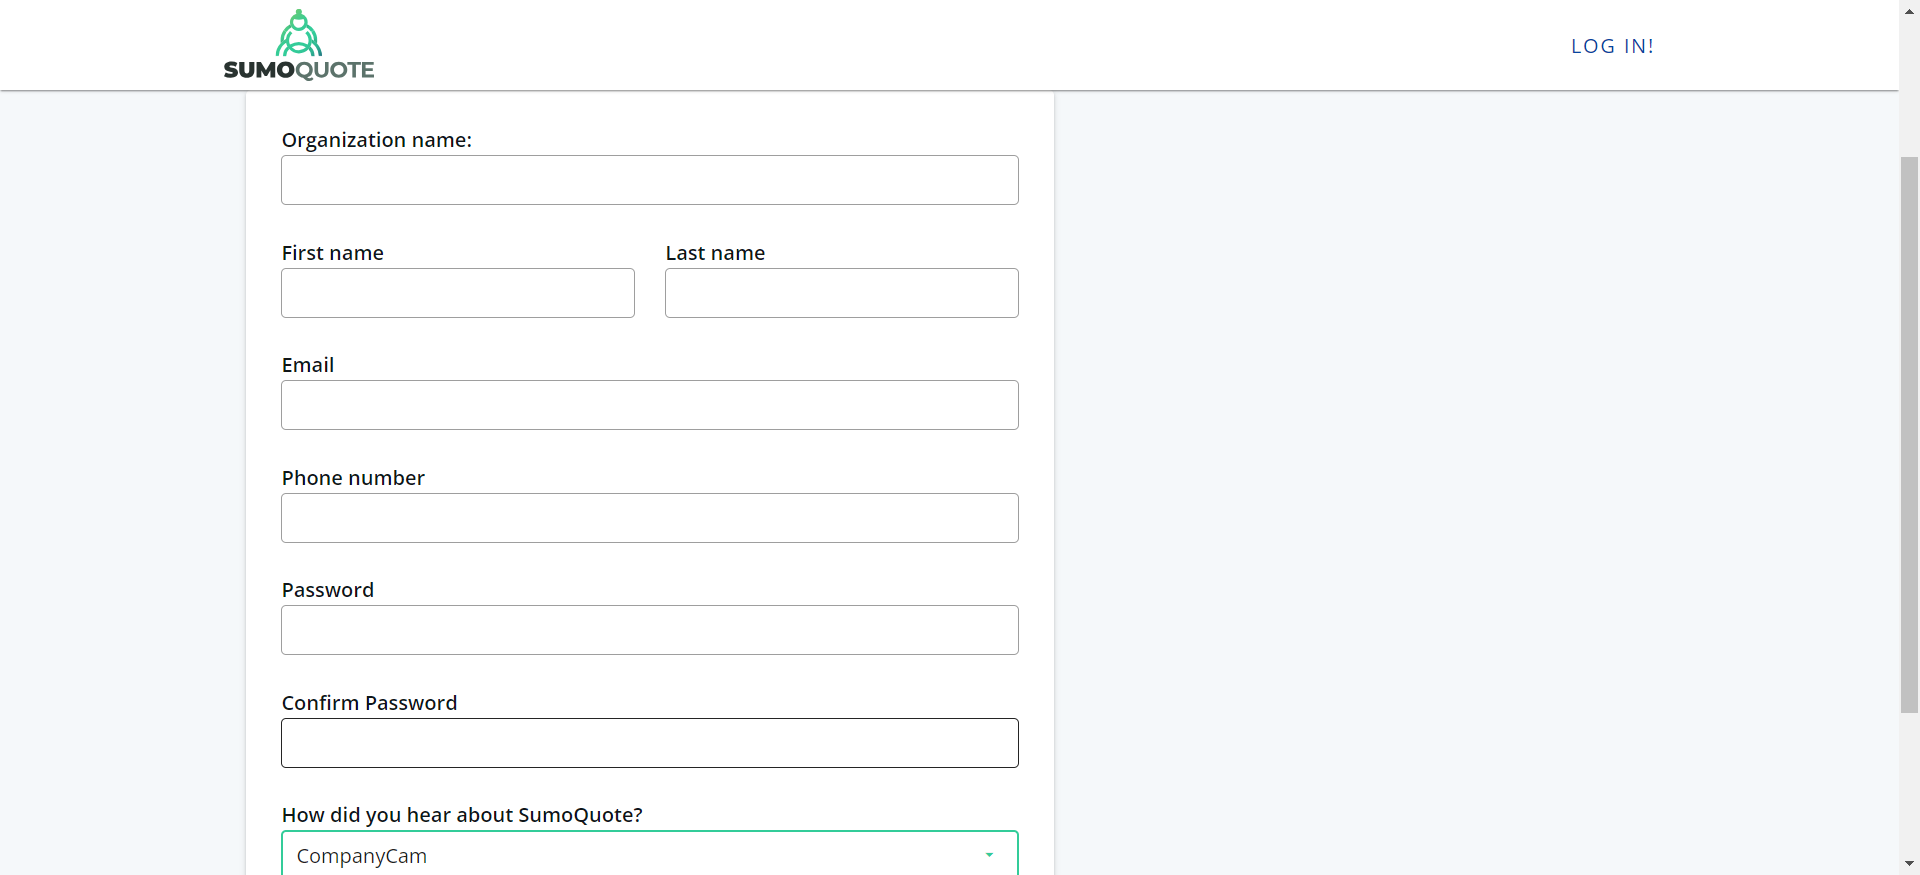 SUMOQUOTE
LOG IN!
Organization name:
First name
Last name
Email
Phone number
Password
Confirm Password
How did you hear about SumoQuote?
CompanyCam